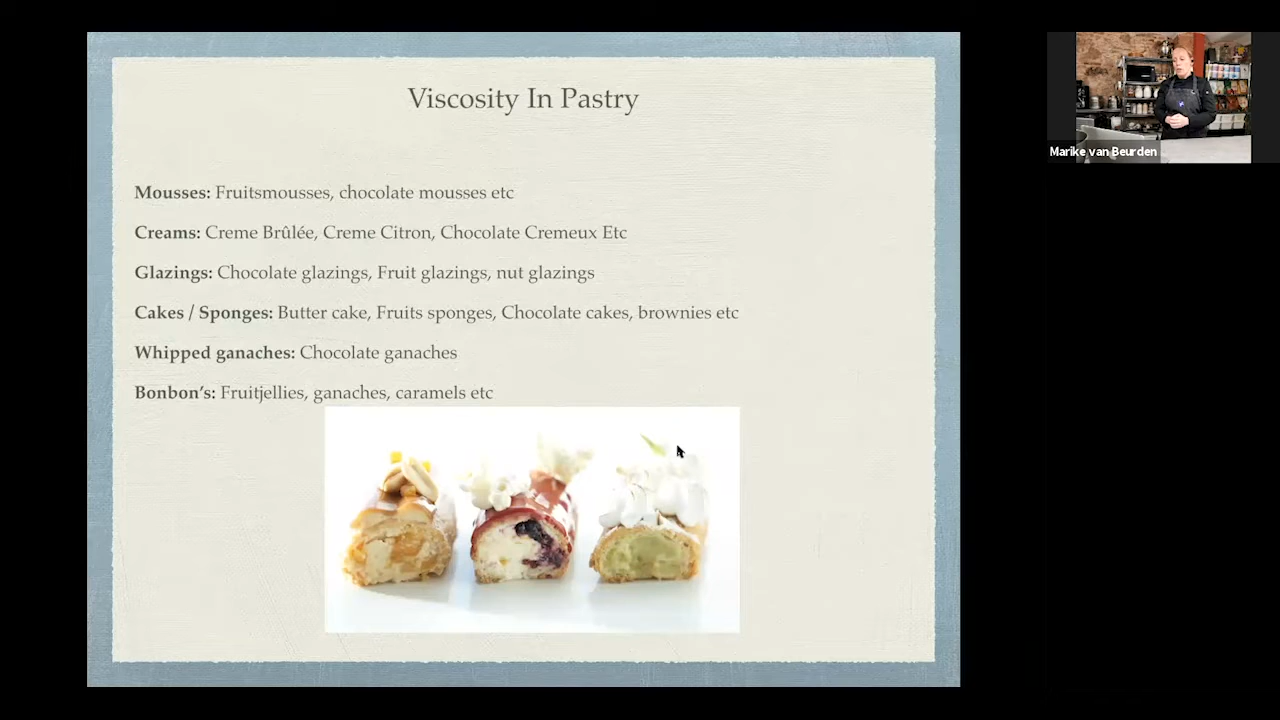 Viscosity In Pastry
Mousses: Fruitsmousses, chocolate mousses etc
Creams: Creme Brûlée, Creme Citron, Chocolate Cremeux Etc
Glazings: Chocolate glazings, Fruit glazings, nut glazings
Cakes / Sponges: Butter cake, Fruits sponges, Chocolate cakes, brownies etc
Whipped ganaches: Chocolate ganaches
Bonbon’s: Fruitjellies, ganaches, caramels etc
Marike van Beurden